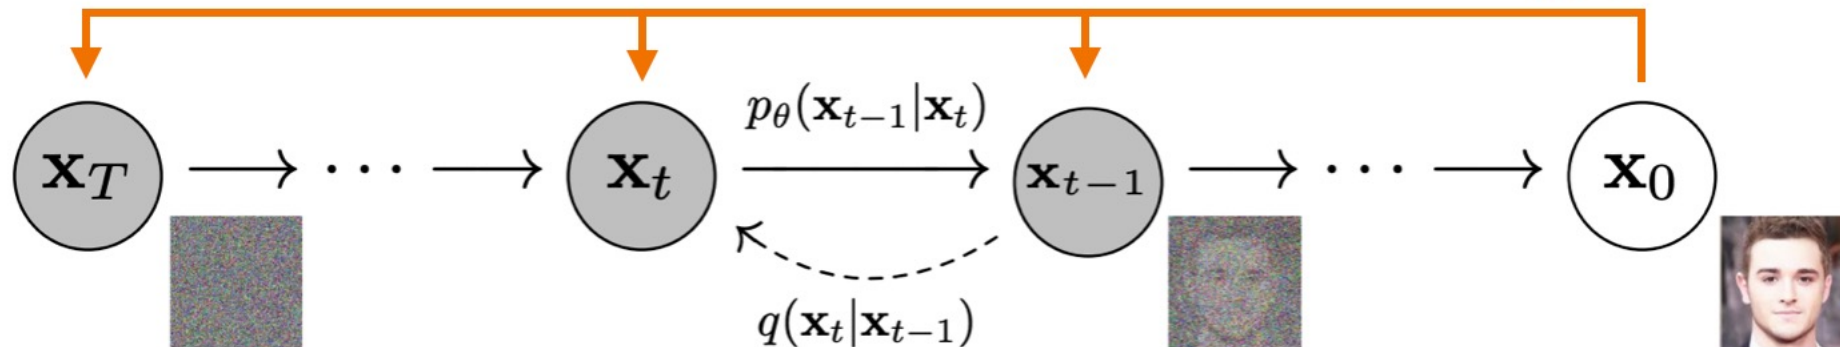 p_θ(x_{t−1}|x_t)
x_T ⟶ ··· ⟶ x_t ⟶ x_{t−1} ⟶ ··· ⟶ x_0
q(x_t|x_{t−1})